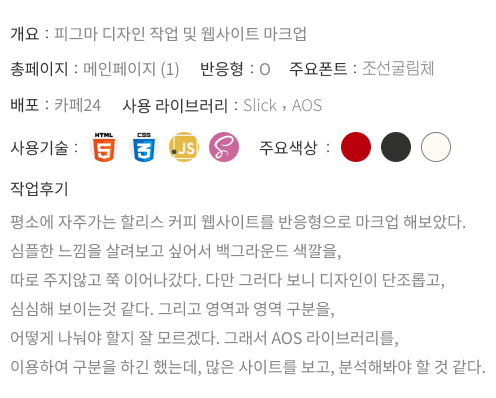 개요 : 피그마 디자인 작업 및 웹사이트 마크업
총페이지 : 메인페이지 (1) 반응형 : O 주요폰트 : 조선굴림체
배포 : 카페24 사용 라이브러리 : Slick , AOS
사용기술 : HTML 5 CSS 3 .JS S 주요색상 :
작업후기
평소에 자주가는 할리스 커피 웹사이트를 반응형으로 마크업 해보았다.
심플한 느낌을 살려보고 싶어서 백그라운드 색깔을,
따로 주지않고 쭉 이어나갔다. 다만 그러다 보니 디자인이 단조롭고,
심심해 보이는것 같다. 그리고 영역과 영역 구분을,
어떻게 나눠야 할지 잘 모르겠다. 그래서 AOS 라이브러리를,
이용하여 구분을 하긴 했는데, 많은 사이트를 보고, 분석해봐야 할 것 같다.